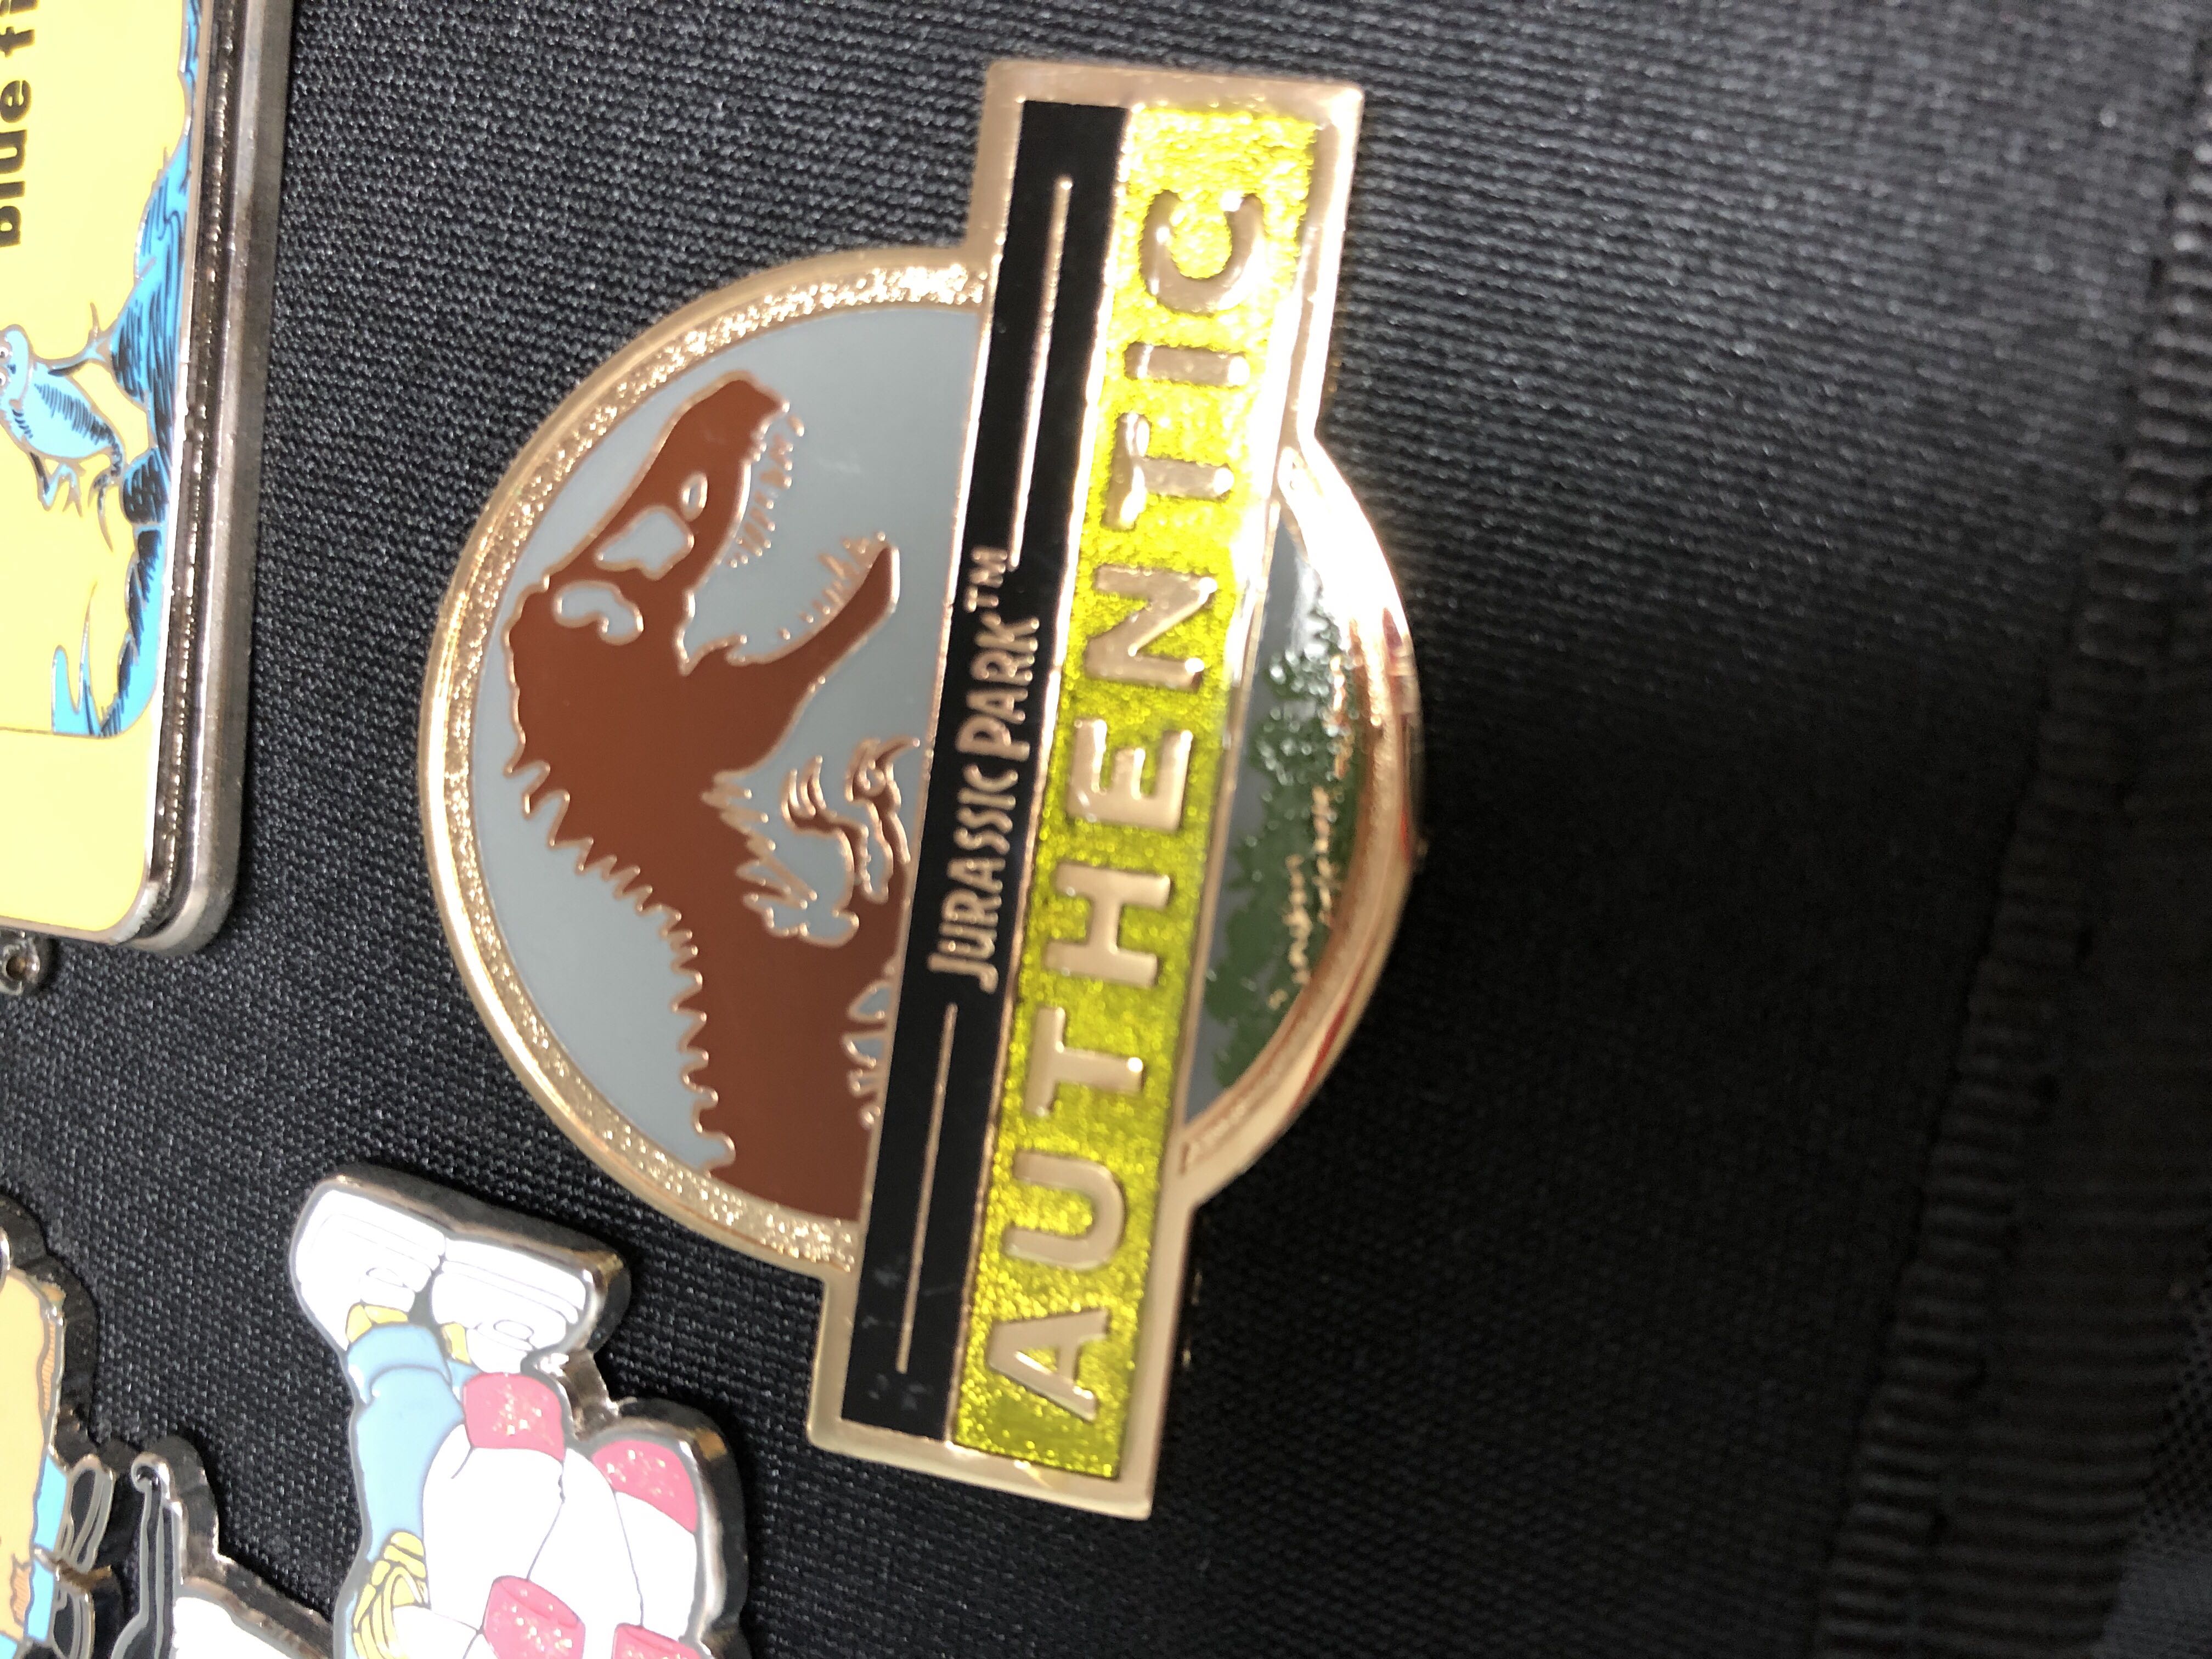 blue fi
JURASSIC PARK™
AUTHENTIC